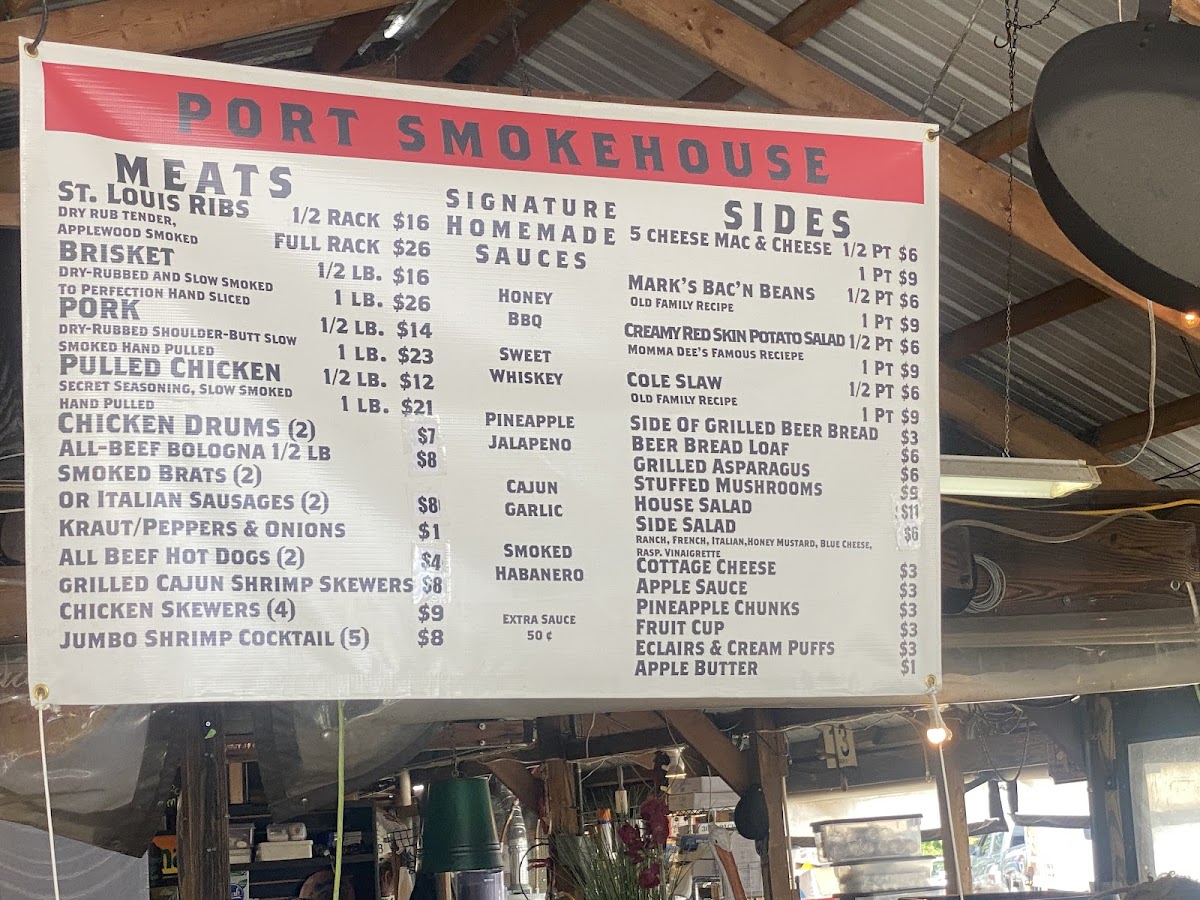 PORT SMOKEHOUSE
MEATS
ST. LOUIS RIBS 1/2 RACK $16
DRY RUB TENDER,
APPLEWOOD SMOKED FULL RACK $26
BRISKET 1/2 LB. $16
DRY-RUBBED AND SLOW SMOKED
TO PERFECTION HAND SLICED 1 LB. $26
PORK 1/2 LB. $14
DRY-RUBBED SHOULDER-BUTT SLOW
SMOKED HAND PULLED 1 LB. $23
PULLED CHICKEN 1/2 LB. $12
SECRET SEASONING, SLOW SMOKED
HAND PULLED 1 LB. $21
CHICKEN DRUMS (2) $7
ALL-BEEF BOLOGNA 1/2 LB $8
SMOKED BRATS (2)
OR ITALIAN SAUSAGES (2) $8
KRAUT/PEPPERS & ONIONS $1
ALL BEEF HOT DOGS (2) $4
GRILLED CAJUN SHRIMP SKEWERS $8
CHICKEN SKEWERS (4) $9
JUMBO SHRIMP COCKTAIL (5) $8
SIGNATURE
HOMEMADE
SAUCES
HONEY
BBQ
SWEET
WHISKEY
PINEAPPLE
JALAPENO
CAJUN
GARLIC
SMOKED
HABANERO
EXTRA SAUCE
50 ¢
SIDES
5 CHEESE MAC & CHEESE 1/2 PT $6
1 PT $9
MARK'S BAC'N BEANS 1/2 PT $6
OLD FAMILY RECIPE
1 PT $9
CREAMY RED SKIN POTATO SALAD 1/2 PT $6
MOMMA DEE'S FAMOUS RECIEPE
1 PT $9
COLE SLAW 1/2 PT $6
OLD FAMILY RECIPE
1 PT $9
SIDE OF GRILLED BEER BREAD $3
BEER BREAD LOAF $6
GRILLED ASPARAGUS $6
STUFFED MUSHROOMS $9
HOUSE SALAD $11
SIDE SALAD $6
RANCH, FRENCH, ITALIAN,HONEY MUSTARD, BLUE CHEESE,
RASP. VINAIGRETTE
COTTAGE CHEESE $3
APPLE SAUCE $3
PINEAPPLE CHUNKS $3
FRUIT CUP $3
ECLAIRS & CREAM PUFFS $3
APPLE BUTTER $1
13